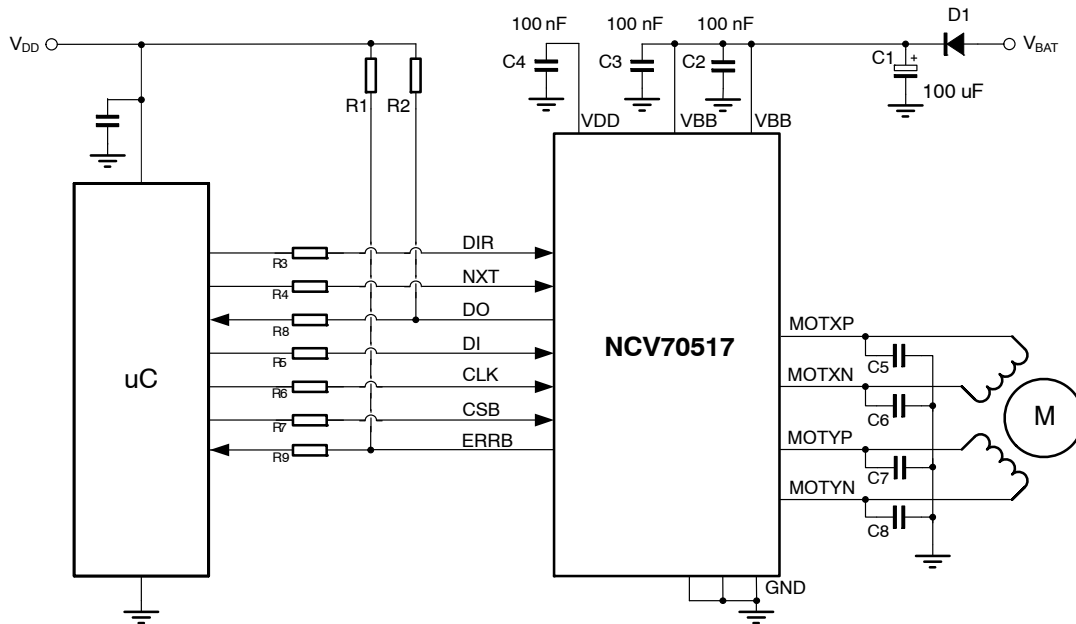 100 nF
100 nF 100 nF
D1
VDD
VBAT
C4
C3
C2
C1
+
100 uF
R1
R2
VDD
VBB
VBB
DIR
R3
NXT
R4
DO
R8
DI
R5
CLK
R6
CSB
R7
ERRB
R9
uC
NCV70517
MOTXP
C5
MOTXN
C6
MOTYP
C7
MOTYN
C8
M
GND